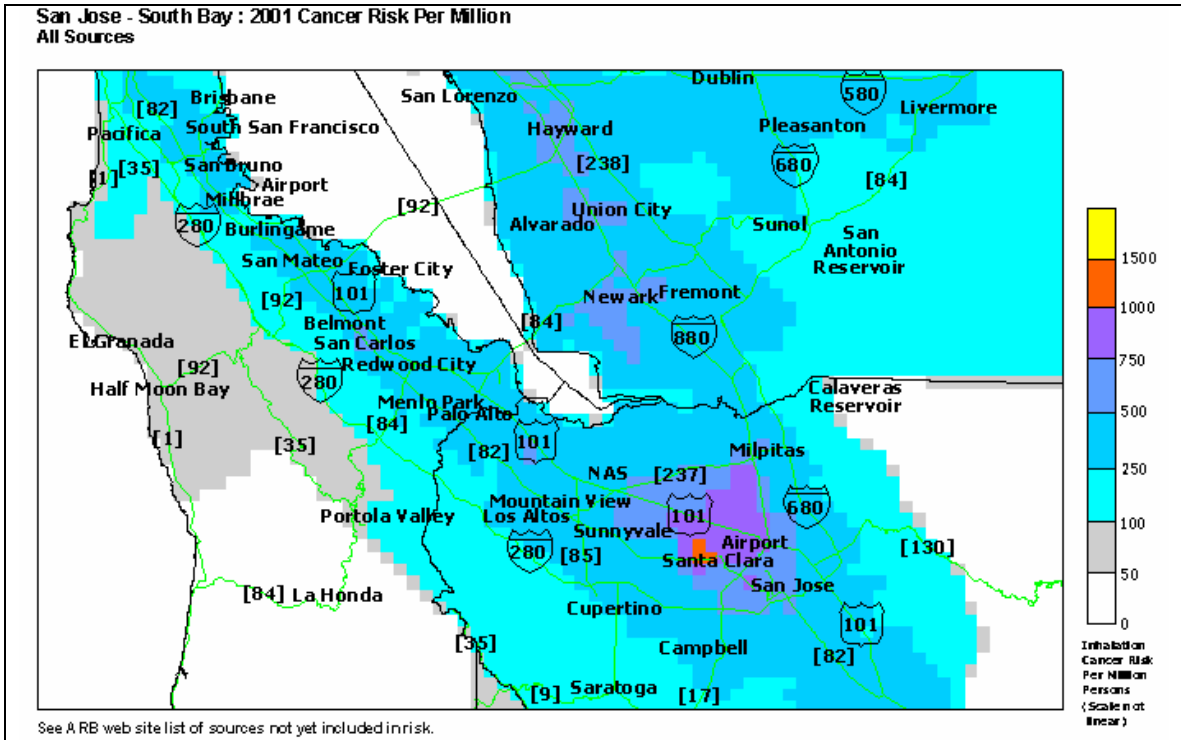 San Jose - South Bay : 2001 Cancer Risk Per Million
All Sources
Dublin
[82]
Brisbane
San Lorenzo
580
Livermore
Pacifica
South San Francisco
Hayward
Pleasanton
[35]
San Bruno
[238]
680
[1]
Airport
[84]
Millbrae
[92]
Union City
280
Burlingame
Alvarado
Sunol
San
Antonio
Reservoir
San Mateo
Foster City
101
[92]
Newark
Fremont
Belmont
[84]
880
El Granada
San Carlos
[92]
Redwood City
280
Half Moon Bay
Calaveras
Reservoir
Menlo Park
Palo Alto
[84]
[1]
[35]
[82]
101
Milpitas
NAS
[237]
Mountain View
680
Portola Valley
Los Altos
101
Sunnyvale
280
[85]
Airport
[130]
Santa Clara
San Jose
[84]
La Honda
Cupertino
101
[35]
Campbell
[82]
[9]
Saratoga
[17]
1500
1000
750
500
250
100
50
0
Inhalation
Cancer Risk
Per Million
Persons
(Scale not
linear)
See ARB web site list of sources not yet included in risk.